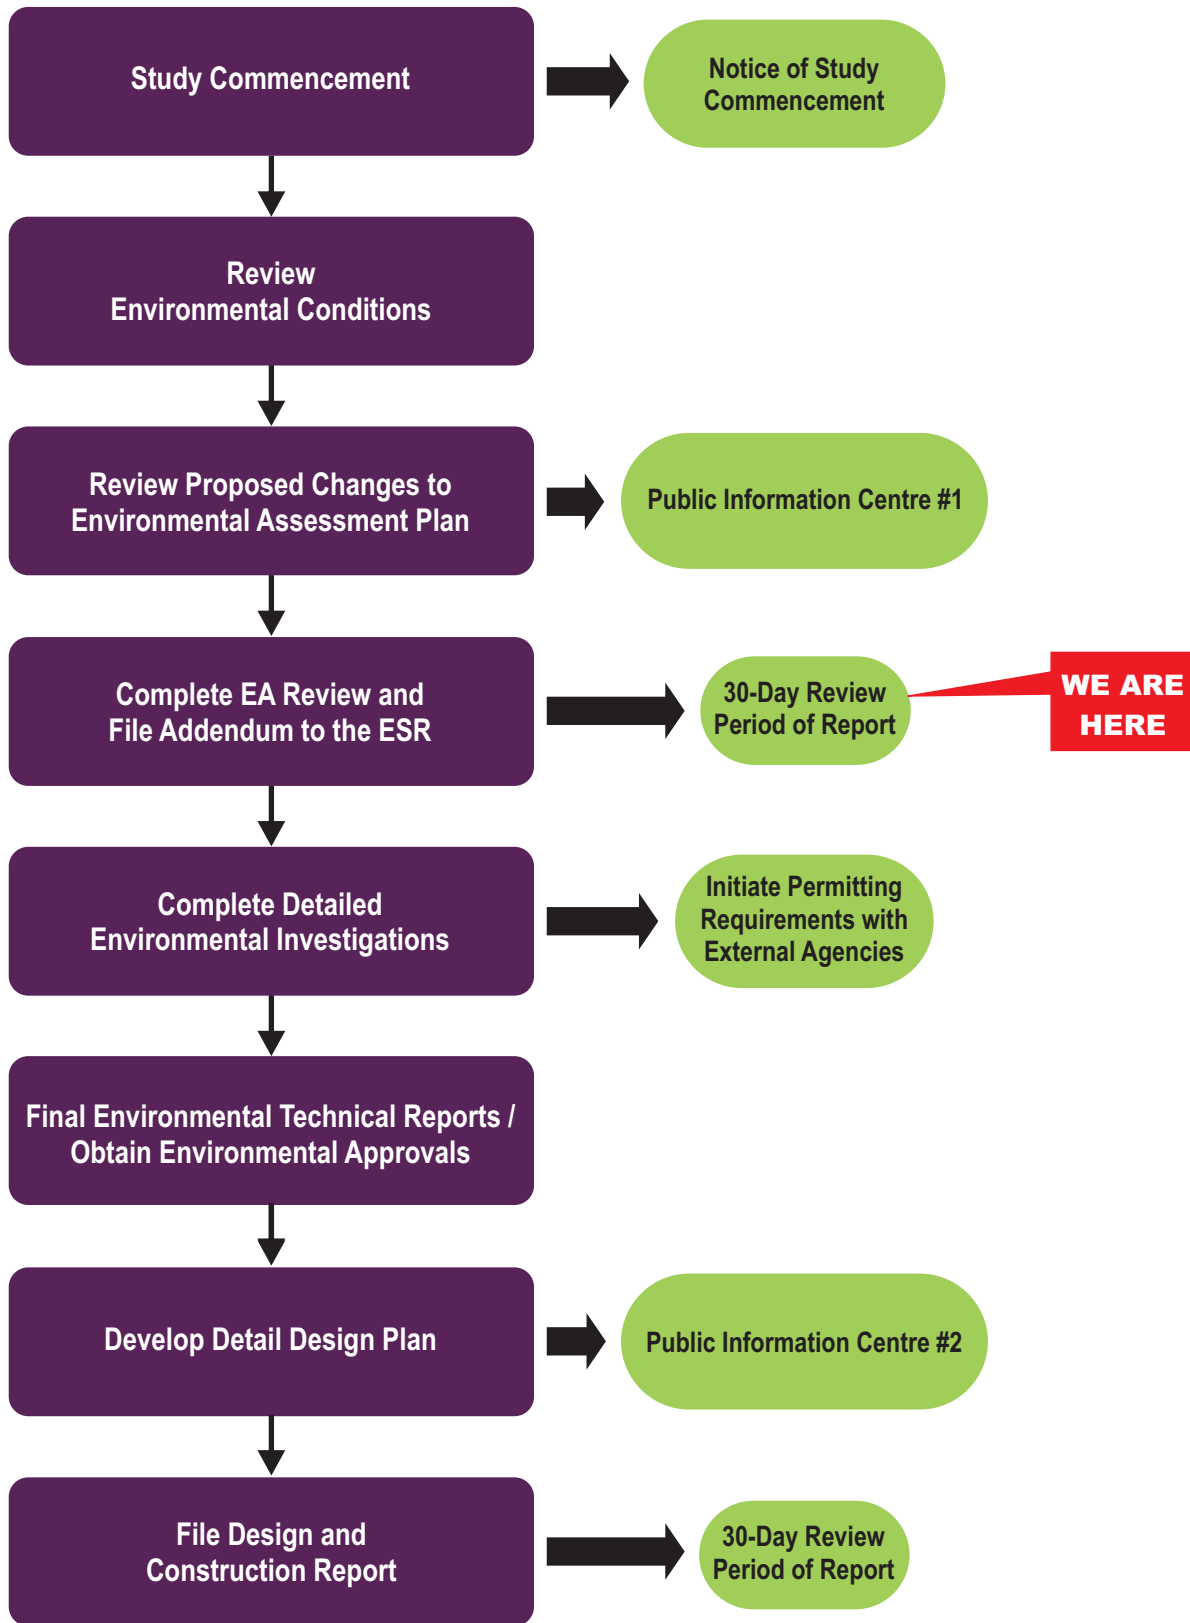 Study Commencement
Notice of Study
Commencement
Review
Environmental Conditions
Review Proposed Changes to
Environmental Assessment Plan
Public Information Centre #1
Complete EA Review and
File Addendum to the ESR
30-Day Review
Period of Report
WE ARE
HERE
Complete Detailed
Environmental Investigations
Initiate Permitting
Requirements with
External Agencies
Final Environmental Technical Reports /
Obtain Environmental Approvals
Develop Detail Design Plan
Public Information Centre #2
File Design and
Construction Report
30-Day Review
Period of Report